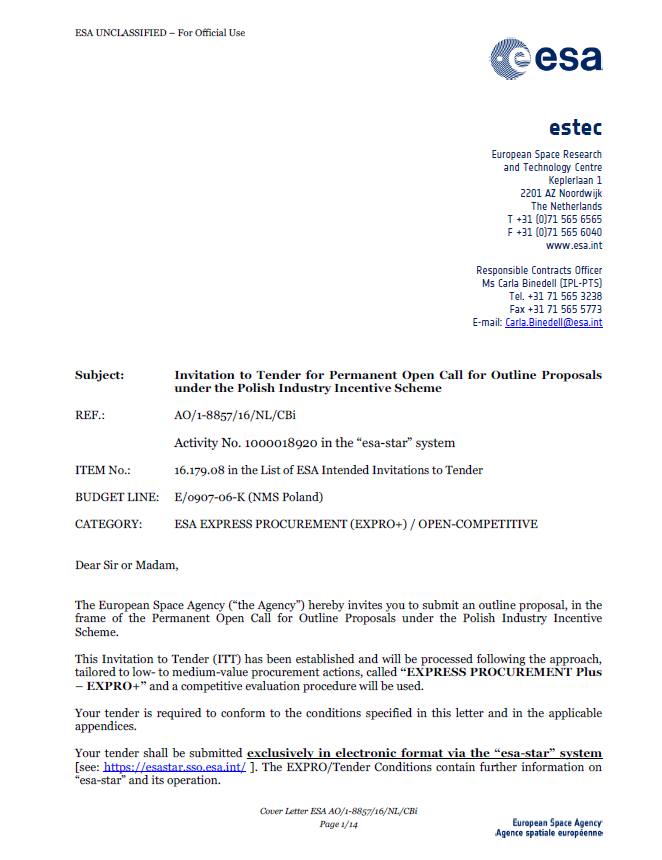 ESA UNCLASSIFIED – For Official Use
esa
estec
European Space Research
and Technology Centre
Keplerlaan 1
2201 AZ Noordwijk
The Netherlands
T +31 (0)71 565 6565
F +31 (0)71 565 6040
www.esa.int
Responsible Contracts Officer
Ms Carla Binedell (IPL-PTS)
Tel. +31 71 565 3238
Fax +31 71 565 5773
E-mail: Carla.Binedell@esa.int
Subject: Invitation to Tender for Permanent Open Call for Outline Proposals
under the Polish Industry Incentive Scheme
REF.: AO/1-8857/16/NL/CBi
Activity No. 1000018920 in the “esa-star” system
ITEM No.: 16.179.08 in the List of ESA Intended Invitations to Tender
BUDGET LINE: E/0907-06-K (NMS Poland)
CATEGORY: ESA EXPRESS PROCUREMENT (EXPRO+) / OPEN-COMPETITIVE
Dear Sir or Madam,
The European Space Agency (“the Agency”) hereby invites you to submit an outline proposal, in the
frame of the Permanent Open Call for Outline Proposals under the Polish Industry Incentive
Scheme.
This Invitation to Tender (ITT) has been established and will be processed following the approach,
tailored to low- to medium-value procurement actions, called “EXPRESS PROCUREMENT Plus
– EXPRO+” and a competitive evaluation procedure will be used.
Your tender is required to conform to the conditions specified in this letter and in the applicable
appendices.
Your tender shall be submitted exclusively in electronic format via the “esa-star” system
[see: https://esastar.sso.esa.int/ ]. The EXPRO/Tender Conditions contain further information on
“esa-star” and its operation.
Cover Letter ESA AO/1-8857/16/NL/CBi
Page 1/14
European Space Agency
Agence spatiale européenne